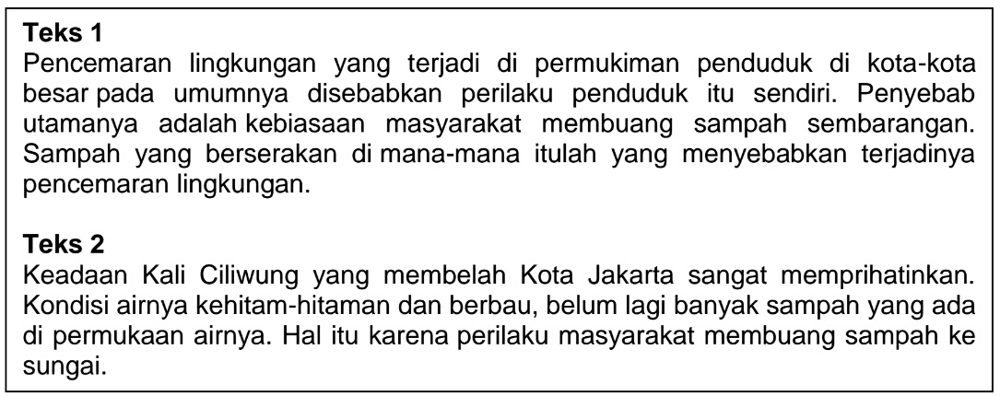 Teks 1
Pencemaran lingkungan yang terjadi di permukiman penduduk di kota-kota
besar pada umumnya disebabkan perilaku penduduk itu sendiri. Penyebab
utamanya adalah kebiasaan masyarakat membuang sampah sembarangan.
Sampah yang berserakan di mana-mana itulah yang menyebabkan terjadinya
pencemaran lingkungan.
Teks 2
Keadaan Kali Ciliwung yang membelah Kota Jakarta sangat memprihatinkan.
Kondisi airnya kehitam-hitaman dan berbau, belum lagi banyak sampah yang ada
di permukaan airnya. Hal itu karena perilaku masyarakat membuang sampah ke
sungai.